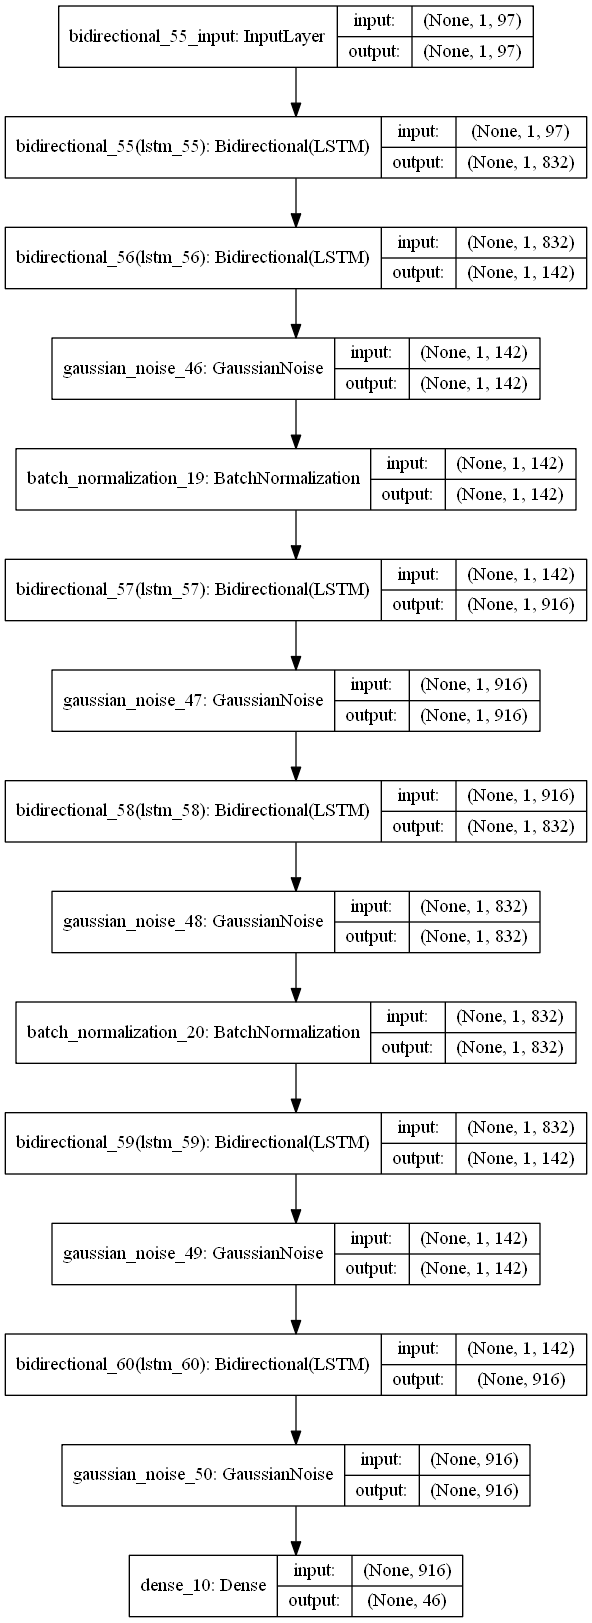 bidirectional_55_input: InputLayer
input: (None, 1, 97)
output: (None, 1, 97)
bidirectional_55(lstm_55): Bidirectional(LSTM)
input: (None, 1, 97)
output: (None, 1, 832)
bidirectional_56(lstm_56): Bidirectional(LSTM)
input: (None, 1, 832)
output: (None, 1, 142)
gaussian_noise_46: GaussianNoise
input: (None, 1, 142)
output: (None, 1, 142)
batch_normalization_19: BatchNormalization
input: (None, 1, 142)
output: (None, 1, 142)
bidirectional_57(lstm_57): Bidirectional(LSTM)
input: (None, 1, 142)
output: (None, 1, 916)
gaussian_noise_47: GaussianNoise
input: (None, 1, 916)
output: (None, 1, 916)
bidirectional_58(lstm_58): Bidirectional(LSTM)
input: (None, 1, 916)
output: (None, 1, 832)
gaussian_noise_48: GaussianNoise
input: (None, 1, 832)
output: (None, 1, 832)
batch_normalization_20: BatchNormalization
input: (None, 1, 832)
output: (None, 1, 832)
bidirectional_59(lstm_59): Bidirectional(LSTM)
input: (None, 1, 832)
output: (None, 1, 142)
gaussian_noise_49: GaussianNoise
input: (None, 1, 142)
output: (None, 1, 142)
bidirectional_60(lstm_60): Bidirectional(LSTM)
input: (None, 1, 142)
output: (None, 916)
gaussian_noise_50: GaussianNoise
input: (None, 916)
output: (None, 916)
dense_10: Dense
input: (None, 916)
output: (None, 46)